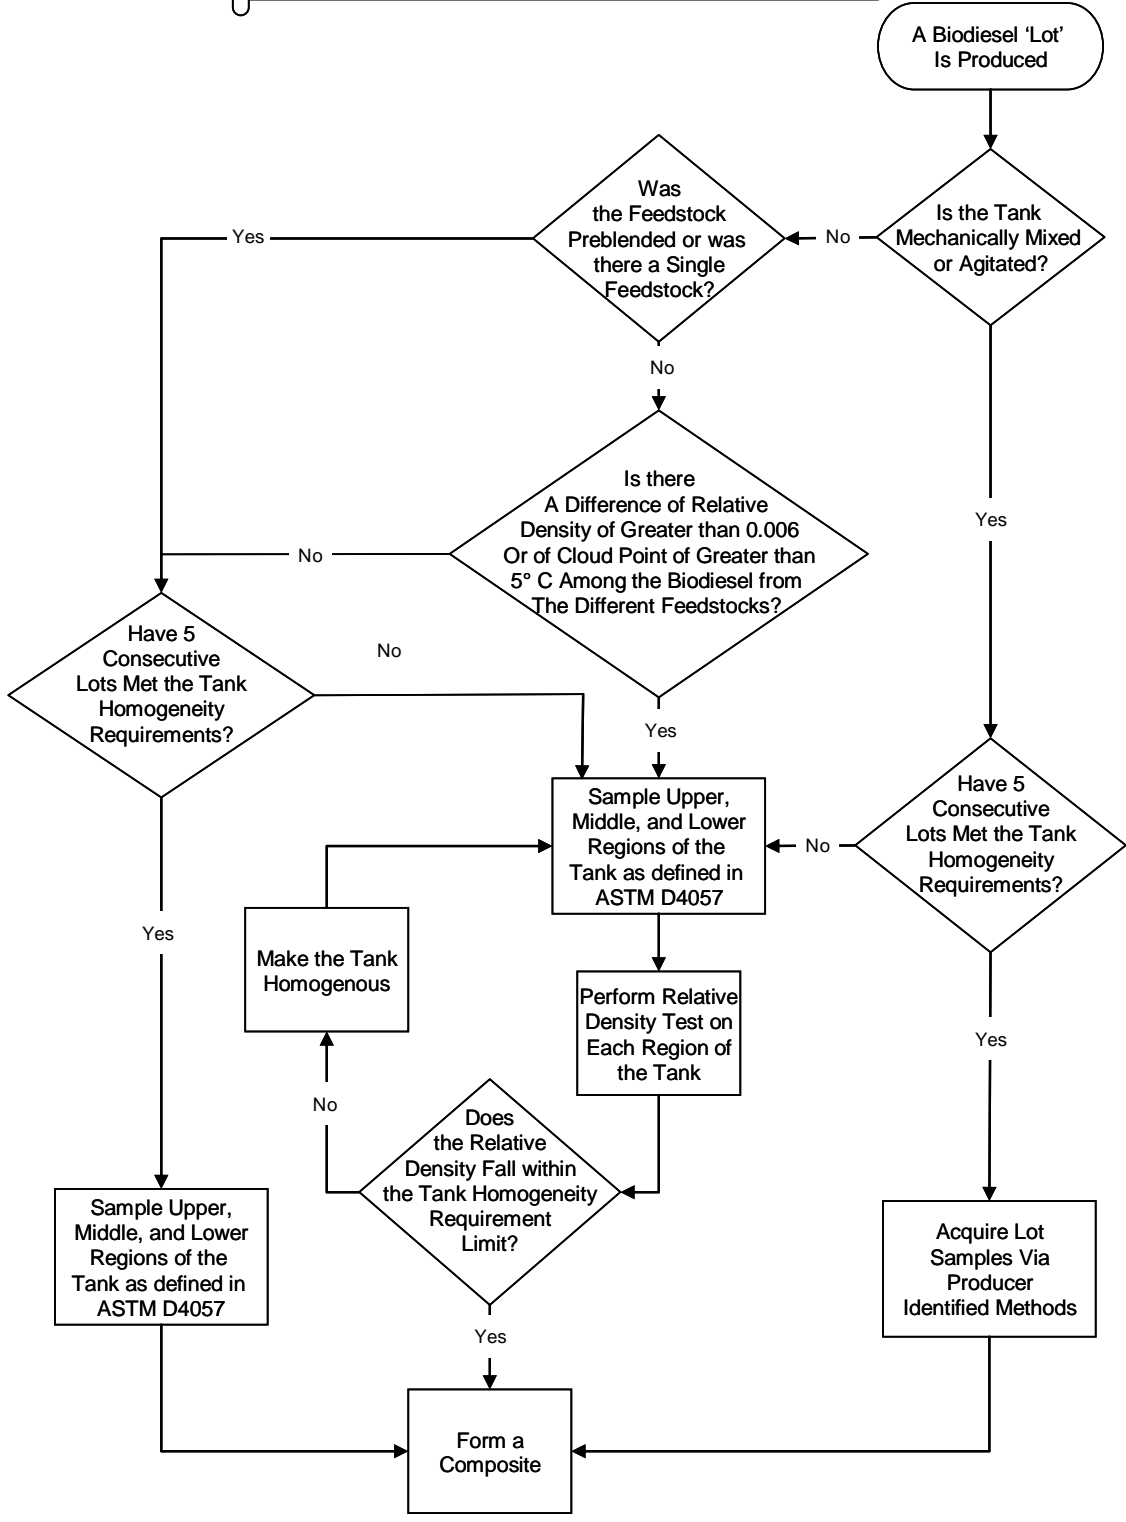 A Biodiesel ‘Lot’
Is Produced
Is the Tank
Mechanically Mixed
or Agitated?
No
Was
the Feedstock
Preblended or was
there a Single
Feedstock?
Yes
No
Is there
A Difference of Relative
Density of Greater than 0.006
Or of Cloud Point of Greater than
5° C Among the Biodiesel from
The Different Feedstocks?
No
Yes
Yes
Have 5
Consecutive
Lots Met the Tank
Homogeneity
Requirements?
No
Have 5
Consecutive
Lots Met the Tank
Homogeneity
Requirements?
No
Sample Upper,
Middle, and Lower
Regions of the
Tank as defined in
ASTM D4057
Yes
Make the Tank
Homogenous
Perform Relative
Density Test on
Each Region of
the Tank
Yes
No
Does
the Relative
Density Fall within
the Tank Homogeneity
Requirement
Limit?
Sample Upper,
Middle, and Lower
Regions of the
Tank as defined in
ASTM D4057
Acquire Lot
Samples Via
Producer
Identified Methods
Yes
Form a
Composite